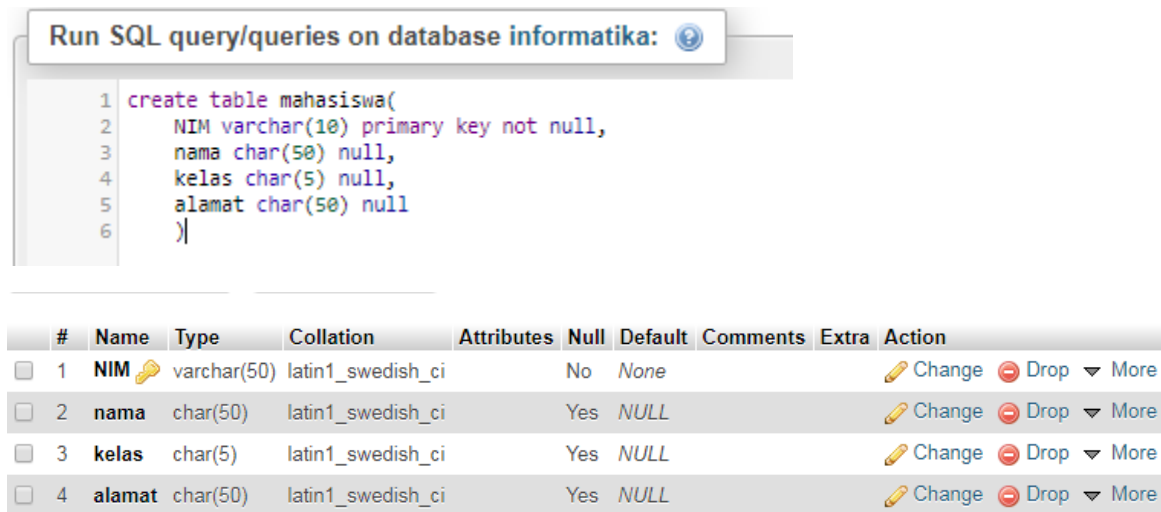 Run SQL query/queries on database informatika:
1 create table mahasiswa(
2 NIM varchar(10) primary key not null,
3 nama char(50) null,
4 kelas char(5) null,
5 alamat char(50) null
6 )
# Name Type Collation Attributes Null Default Comments Extra Action
1 NIM varchar(50) latin1_swedish_ci No None Change Drop More
2 nama char(50) latin1_swedish_ci Yes NULL Change Drop More
3 kelas char(5) latin1_swedish_ci Yes NULL Change Drop More
4 alamat char(50) latin1_swedish_ci Yes NULL Change Drop More